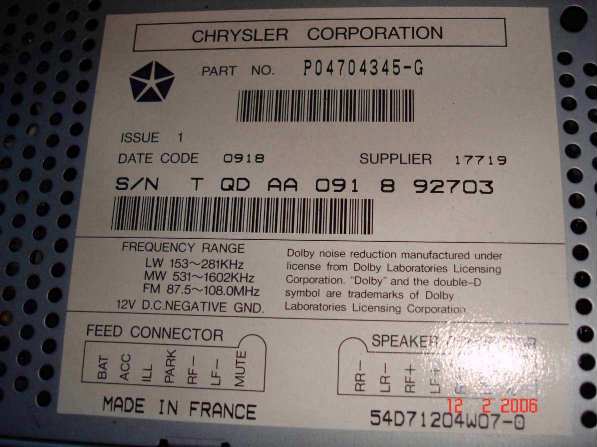 CHRYSLER CORPORATION
PART NO. P04704345-G
ISSUE 1
DATE CODE 0918 SUPPLIER 17719
S/N T QD AA 091 8 92703
FREQUENCY RANGE
LW 153~281KHz
MW 531~1602KHz
FM 87.5~108.0MHz
12V D.C.NEGATIVE GND.
Dolby noise reduction manufactured under
license from Dolby Laboratories Licensing
Corporation. "Dolby" and the double-D
symbol are trademarks of Dolby
Laboratories Licensing Corporation
FEED CONNECTOR
BAT
ACC
ILL
PARK
RF-
LF-
MUTE
SPEAKER
RR-
LR-
RF+
LF+
MADE IN FRANCE
54D71204W07-0
12 2 2006